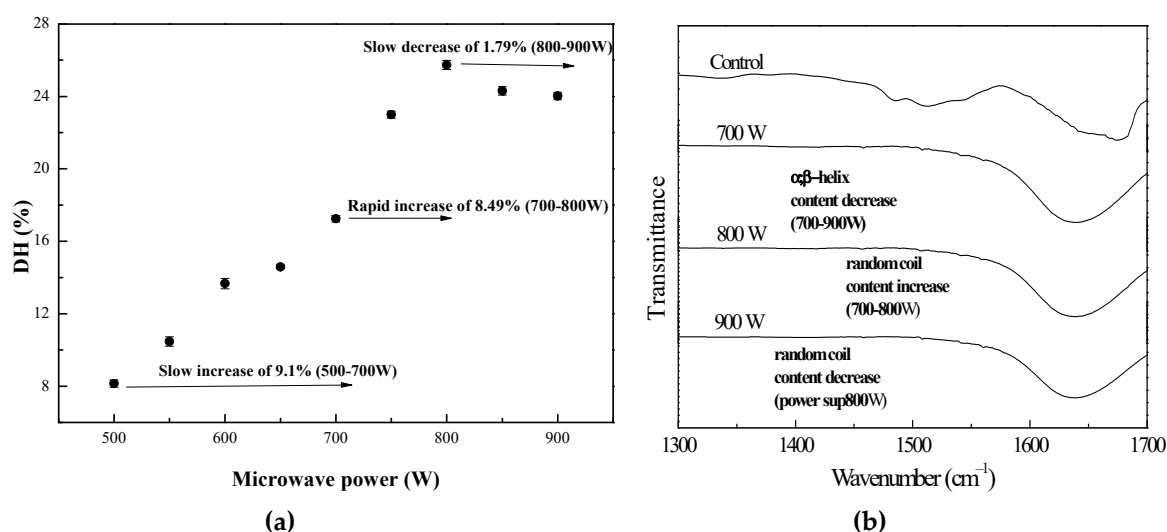 28
24
20
16
12
8
DH (%)
Slow decrease of 1.79% (800-900W)
Rapid increase of 8.49% (700-800W)
Slow increase of 9.1% (500-700W)
500 600 700 800 900
Microwave power (W)
(a)
Transmittance
Control
700 W
α;β–helix
content decrease
(700-900W)
800 W
random coil
content increase
(700-800W)
900 W
random coil
content decrease
(power sup800W)
1300 1400 1500 1600 1700
Wavenumber (cm⁻¹)
(b)